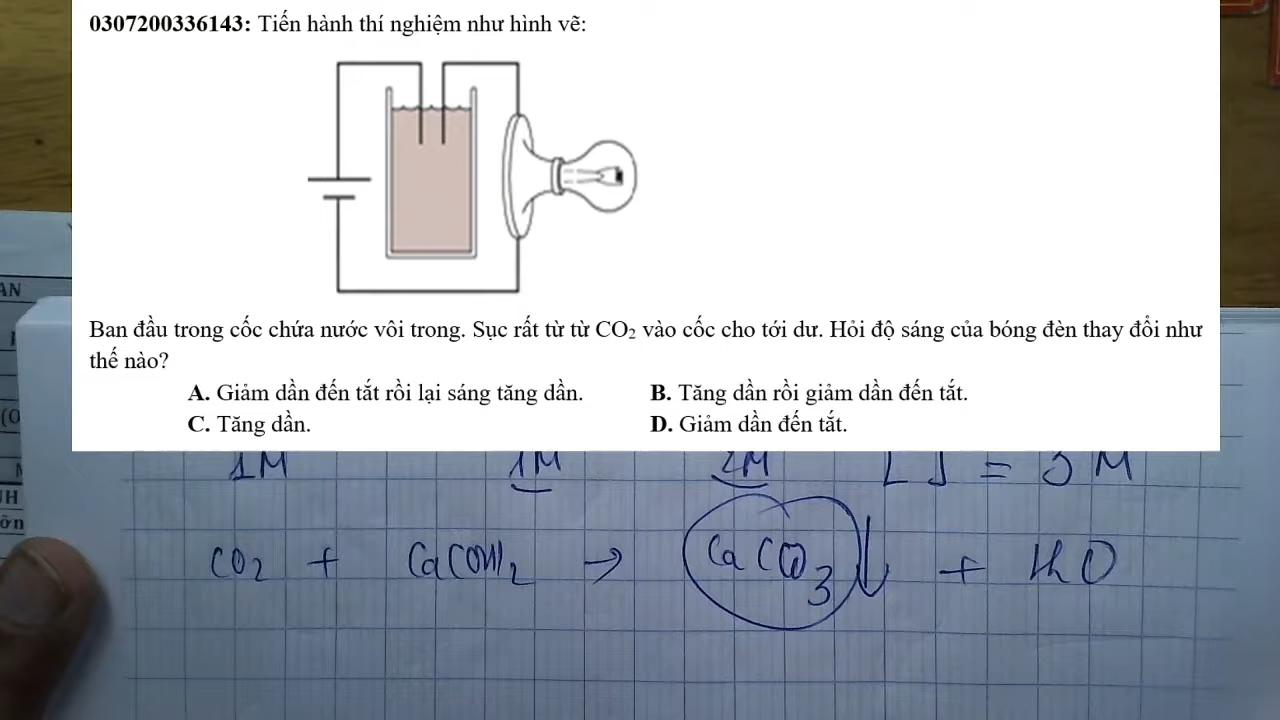 0307200336143: Tiến hành thí nghiệm như hình vẽ:
Ban đầu trong cốc chứa nước vôi trong. Sục rất từ từ CO₂ vào cốc cho tới dư. Hỏi độ sáng của bóng đèn thay đổi như
thế nào?
A. Giảm dần đến tắt rồi lại sáng tăng dần. B. Tăng dần rồi giảm dần đến tắt.
C. Tăng dần. D. Giảm dần đến tắt.
AN
1M 1M 2M [ ] = 3M
CO₂ + Ca(OH)₂ → CaCO₃↓ + H₂O